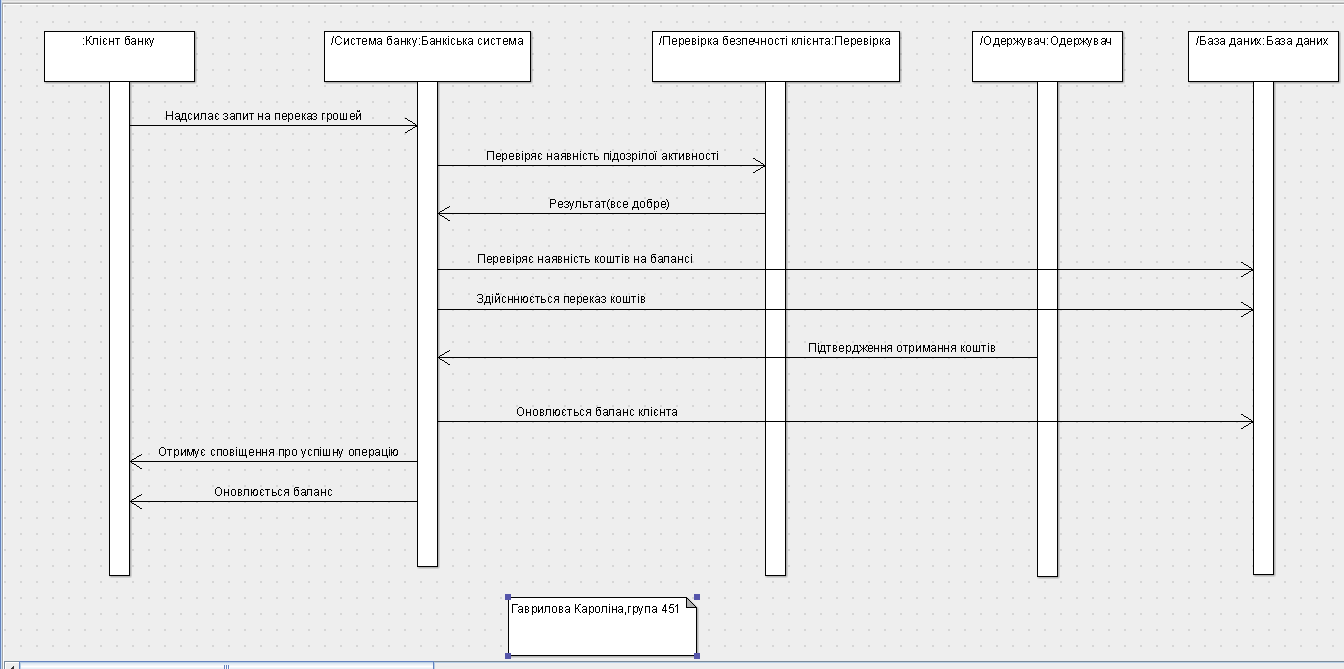 :Клієнт банку
/Система банку:Банкіська система
/Перевірка безпечності клієнта:Перевірка
/Одержувач:Одержувач
/База даних:База даних
Надсилає запит на переказ грошей
Перевіряє наявність підозрілої активності
Результат(все добре)
Перевіряє наявність коштів на балансі
Здійсннюється переказ коштів
Підтвердження отримання коштів
Оновлюється баланс клієнта
Отримує сповіщення про успішну операцію
Оновлюється баланс
Гаврилова Кароліна,група 451